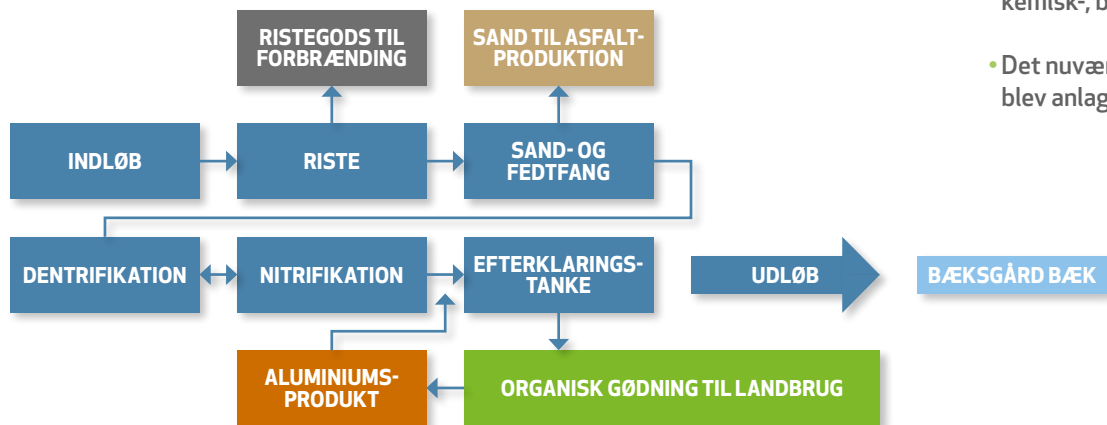 RISTEGODS TIL
FORBRÆNDING
SAND TIL ASFALT-
PRODUKTION
INDLØB
RISTE
SAND- OG
FEDTFANG
DENTRIFIKATION
NITRIFIKATION
EFTERKLARINGS-
TANKE
UDLØB
BÆKSGÅRD BÆK
ALUMINIUMS-
PRODUKT
ORGANISK GØDNING TIL LANDBRUG
•Det nuvær
blev anlag